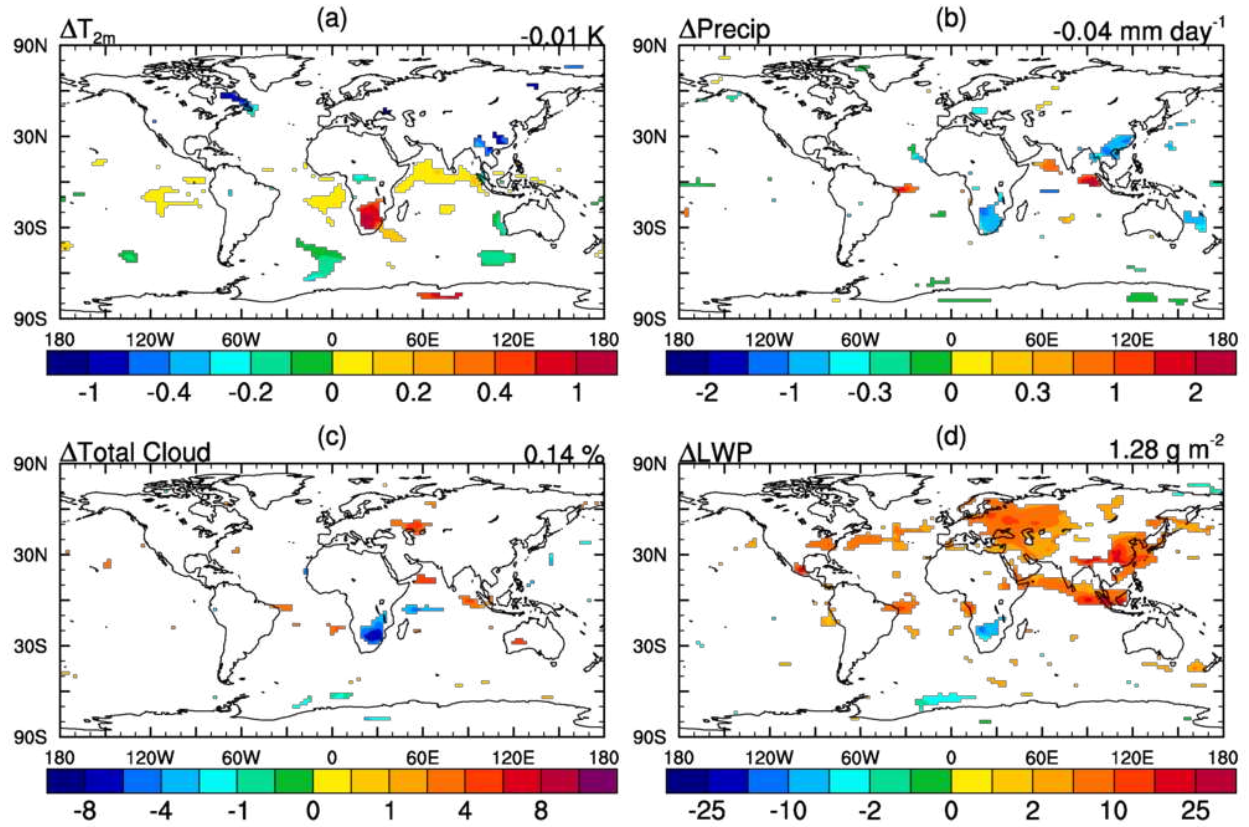 (a)
(b)
ΔT2m
-0.01 K
ΔPrecip
-0.04 mm day-1
90N
90N
30N
30N
30S
30S
90S
90S
180 120W 60W 0 60E 120E 180
180 120W 60W 0 60E 120E 180
-1 -0.4 -0.2 0 0.2 0.4 1
-2 -1 -0.3 0 0.3 1 2
(c)
(d)
ΔTotal Cloud
0.14 %
ΔLWP
1.28 g m-2
90N
90N
30N
30N
30S
30S
90S
90S
180 120W 60W 0 60E 120E 180
180 120W 60W 0 60E 120E 180
-8 -4 -1 0 1 4 8
-25 -10 -2 0 2 10 25